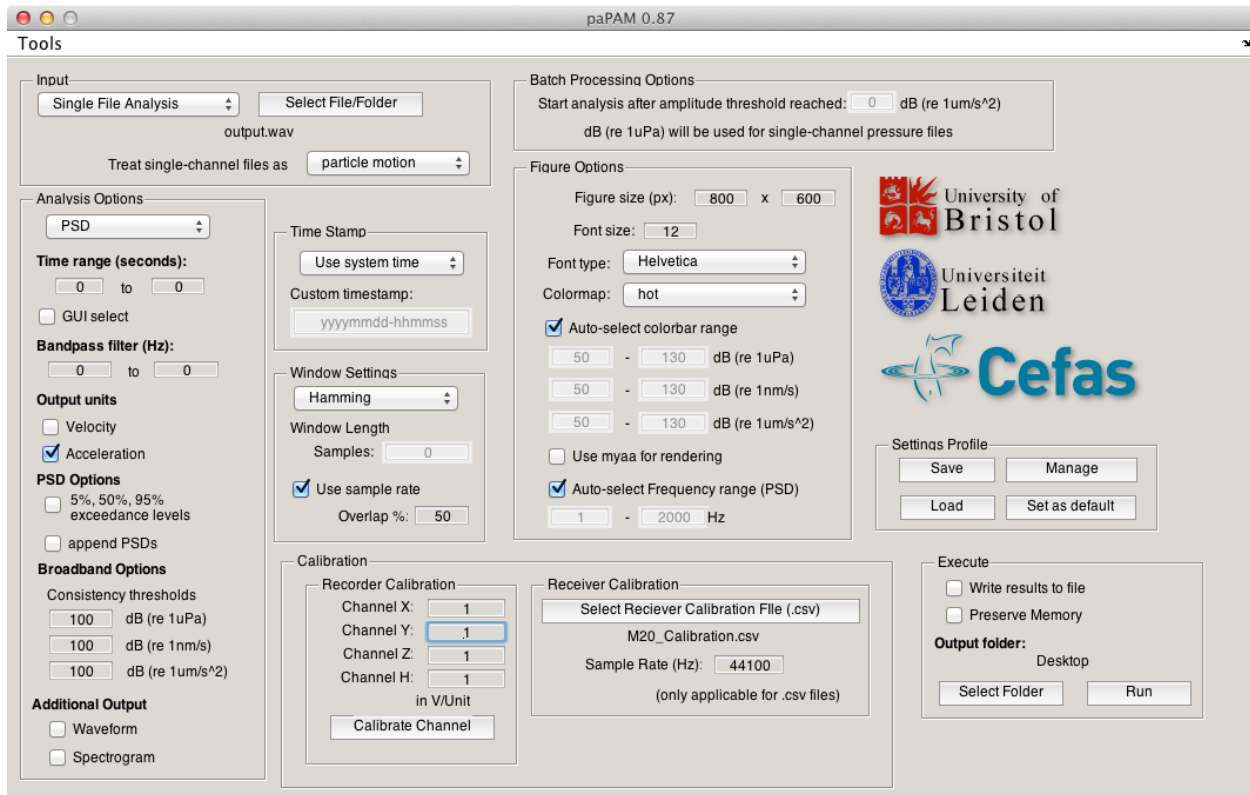 paPAM 0.87
Tools
Input
Single File Analysis
Select File/Folder
output.wav
Treat single-channel files as
particle motion
Batch Processing Options
Start analysis after amplitude threshold reached: 0 dB (re 1um/s^2)
dB (re 1uPa) will be used for single-channel pressure files
Analysis Options
PSD
Time range (seconds):
0 to 0
GUI select
Bandpass filter (Hz):
0 to 0
Output units
Velocity
Acceleration
PSD Options
5%, 50%, 95%
exceedance levels
append PSDs
Broadband Options
Consistency thresholds
100 dB (re 1uPa)
100 dB (re 1nm/s)
100 dB (re 1um/s^2)
Additional Output
Waveform
Spectrogram
Time Stamp
Use system time
Custom timestamp:
yyyymmdd-hhmmss
Window Settings
Hamming
Window Length
Samples: 0
Use sample rate
Overlap %: 50
Figure Options
Figure size (px): 800 x 600
Font size: 12
Font type: Helvetica
Colormap: hot
Auto-select colorbar range
50 - 130 dB (re 1uPa)
50 - 130 dB (re 1nm/s)
50 - 130 dB (re 1um/s^2)
Use myaa for rendering
Auto-select Frequency range (PSD)
1 - 2000 Hz
Calibration
Recorder Calibration
Channel X: 1
Channel Y: .1
Channel Z: 1
Channel H: 1
in V/Unit
Calibrate Channel
Receiver Calibration
Select Reciever Calibration FIle (.csv)
M20_Calibration.csv
Sample Rate (Hz): 44100
(only applicable for .csv files)
University of
Bristol
Universiteit
Leiden
Cefas
Settings Profile
Save
Manage
Load
Set as default
Execute
Write results to file
Preserve Memory
Output folder:
Desktop
Select Folder
Run